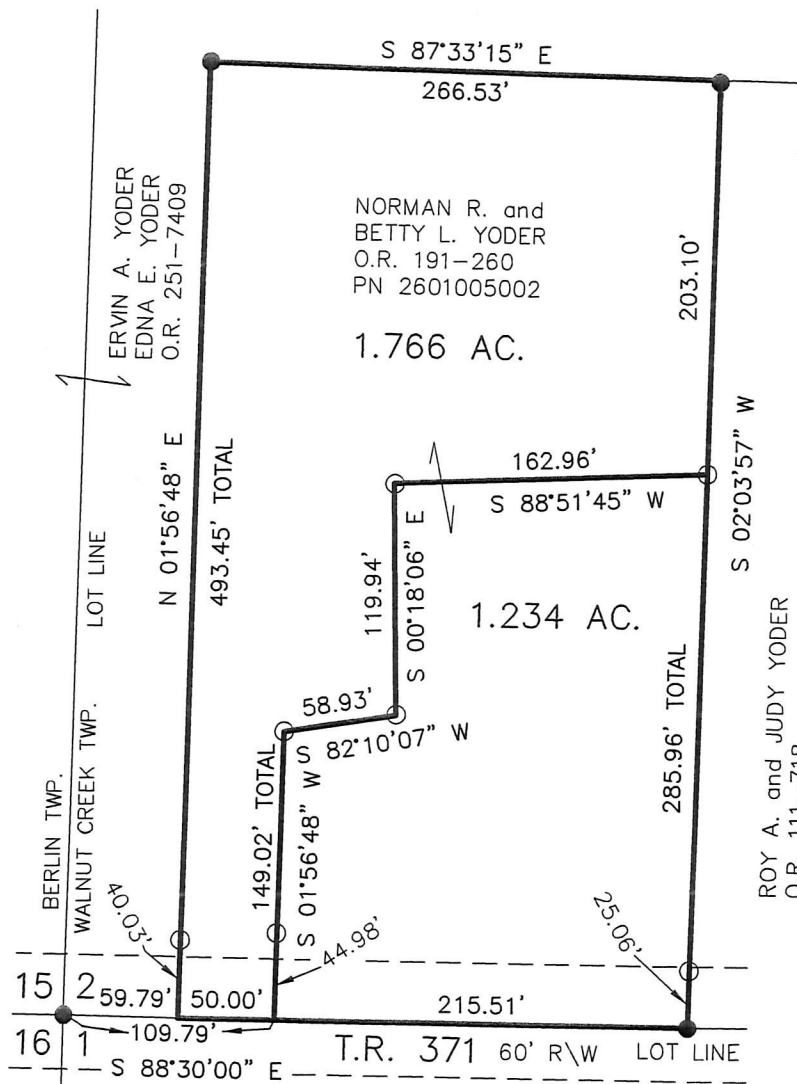 S 87°33'15" E
266.53'
ERVIN A. YODER
EDNA E. YODER
O.R. 251-7409
NORMAN R. and
BETTY L. YODER
O.R. 191-260
PN 2601005002
1.766 AC.
203.10'
N 01°56'48" E
493.45' TOTAL
162.96'
S 88°51'45" W
S 02°03'57" W
119.94'
S 00°18'06" E
1.234 AC.
LOT LINE
58.93'
S 82°10'07" W
149.02' TOTAL
S 01°56'48" W
285.96' TOTAL
ROY A. and JUDY YODER
BERLIN TWP.
WALNUT CREEK TWP.
40.03'
44.98'
25.06'
15 2 59.79' 50.00' 215.51'
109.79'
16 1 T.R. 371 60' R\W LOT LINE
S 88°30'00" E